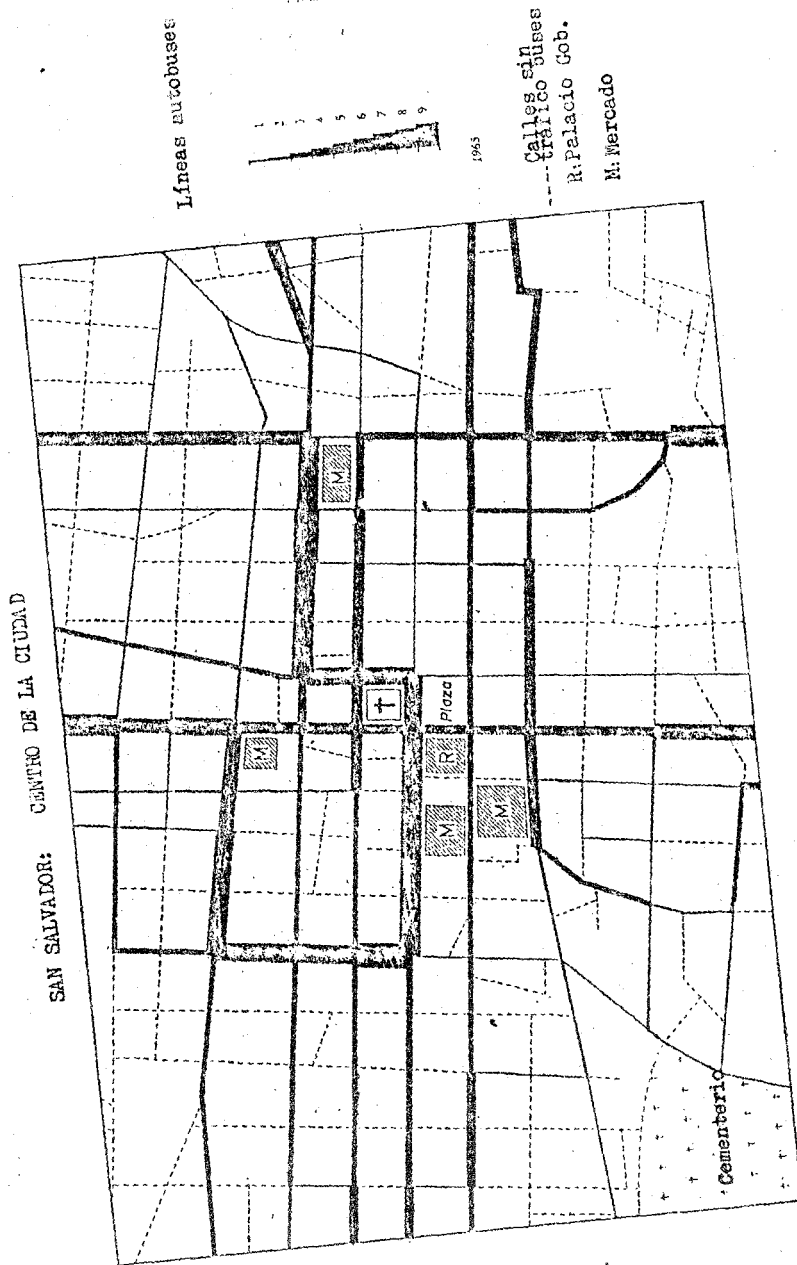 SAN SALVADOR: CENTRO DE LA CIUDAD
M
M
M
R
M
Plaza
Cementerio
Líneas autobuses
1
2
3
4
5
6
7
8
9
1965
---- Calles sin
tráfico buses
R: Palacio Gob.
M: Mercado